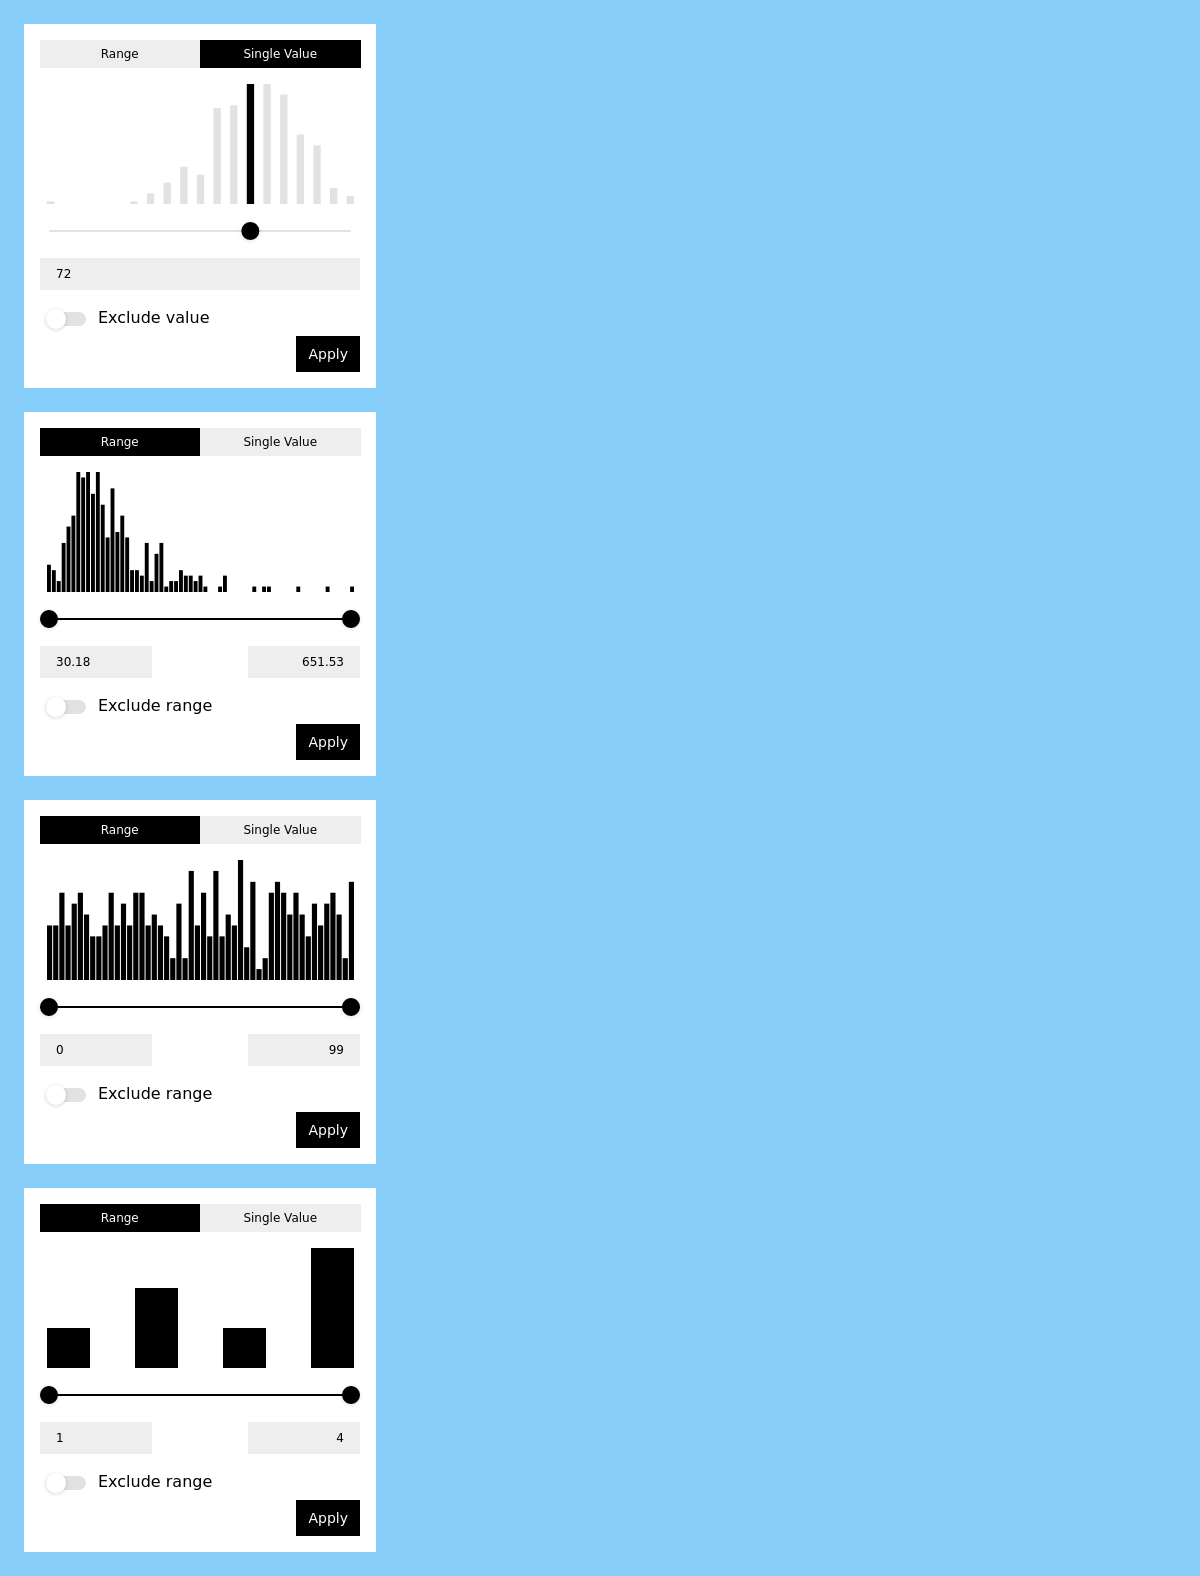 Range Single Value
72
Exclude value
Apply
Range Single Value
30.18 651.53
Exclude range
Apply
Range Single Value
0 99
Exclude range
Apply
Range Single Value
1 4
Exclude range
Apply